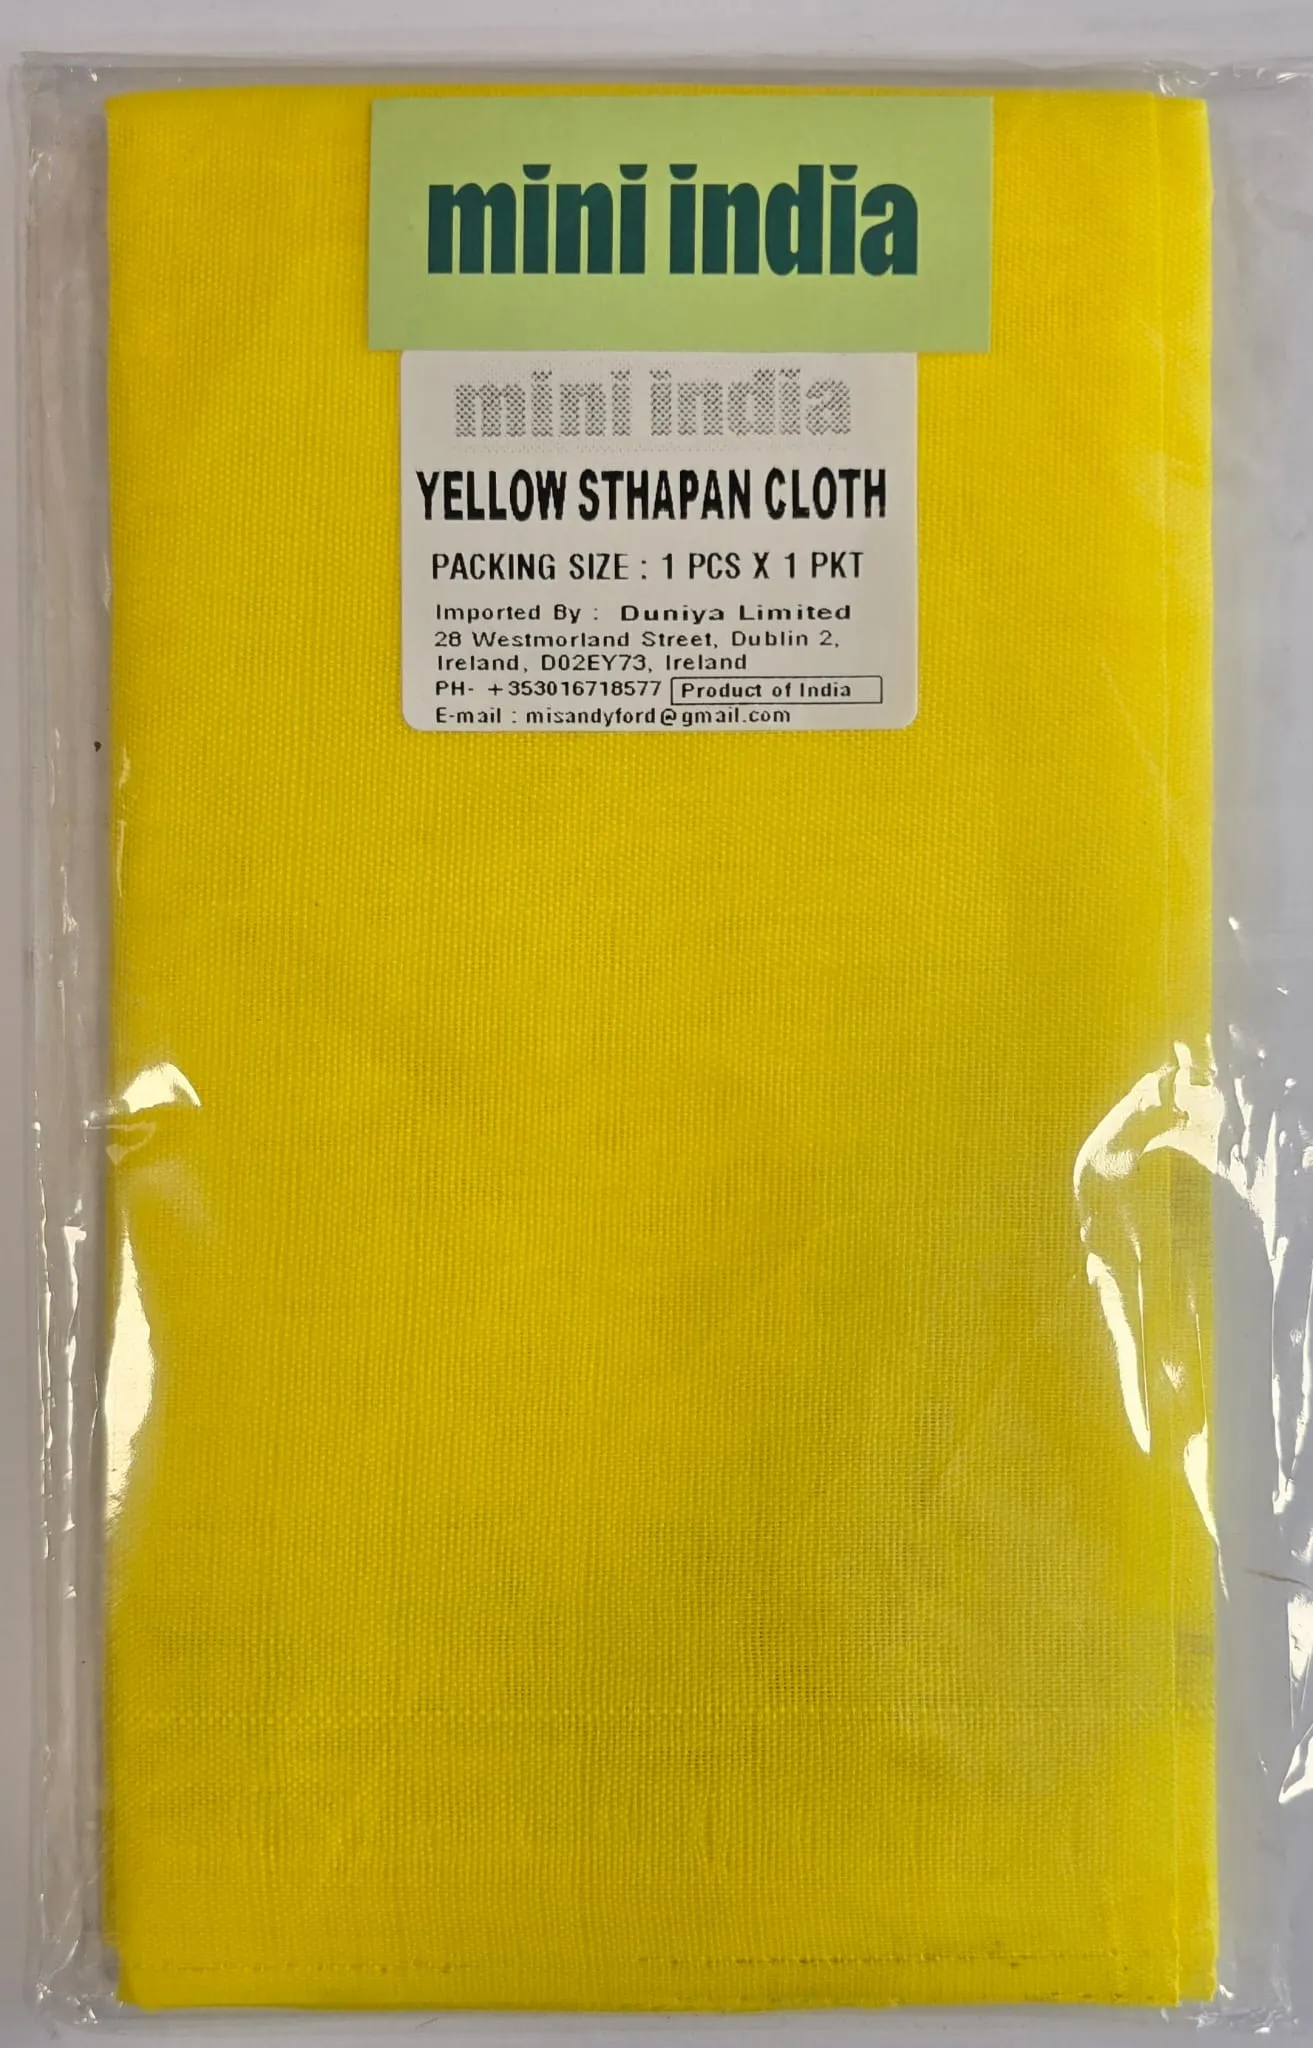 mini india
mini india
YELLOW STHAPAN CLOTH
PACKING SIZE : 1 PCS X 1 PKT
Imported By : Duniya Limited
28 Westmorland Street, Dublin 2,
Ireland, D02EY73, Ireland
PH- +353016718577 Product of India
E-mail : misandyford@gmail.com